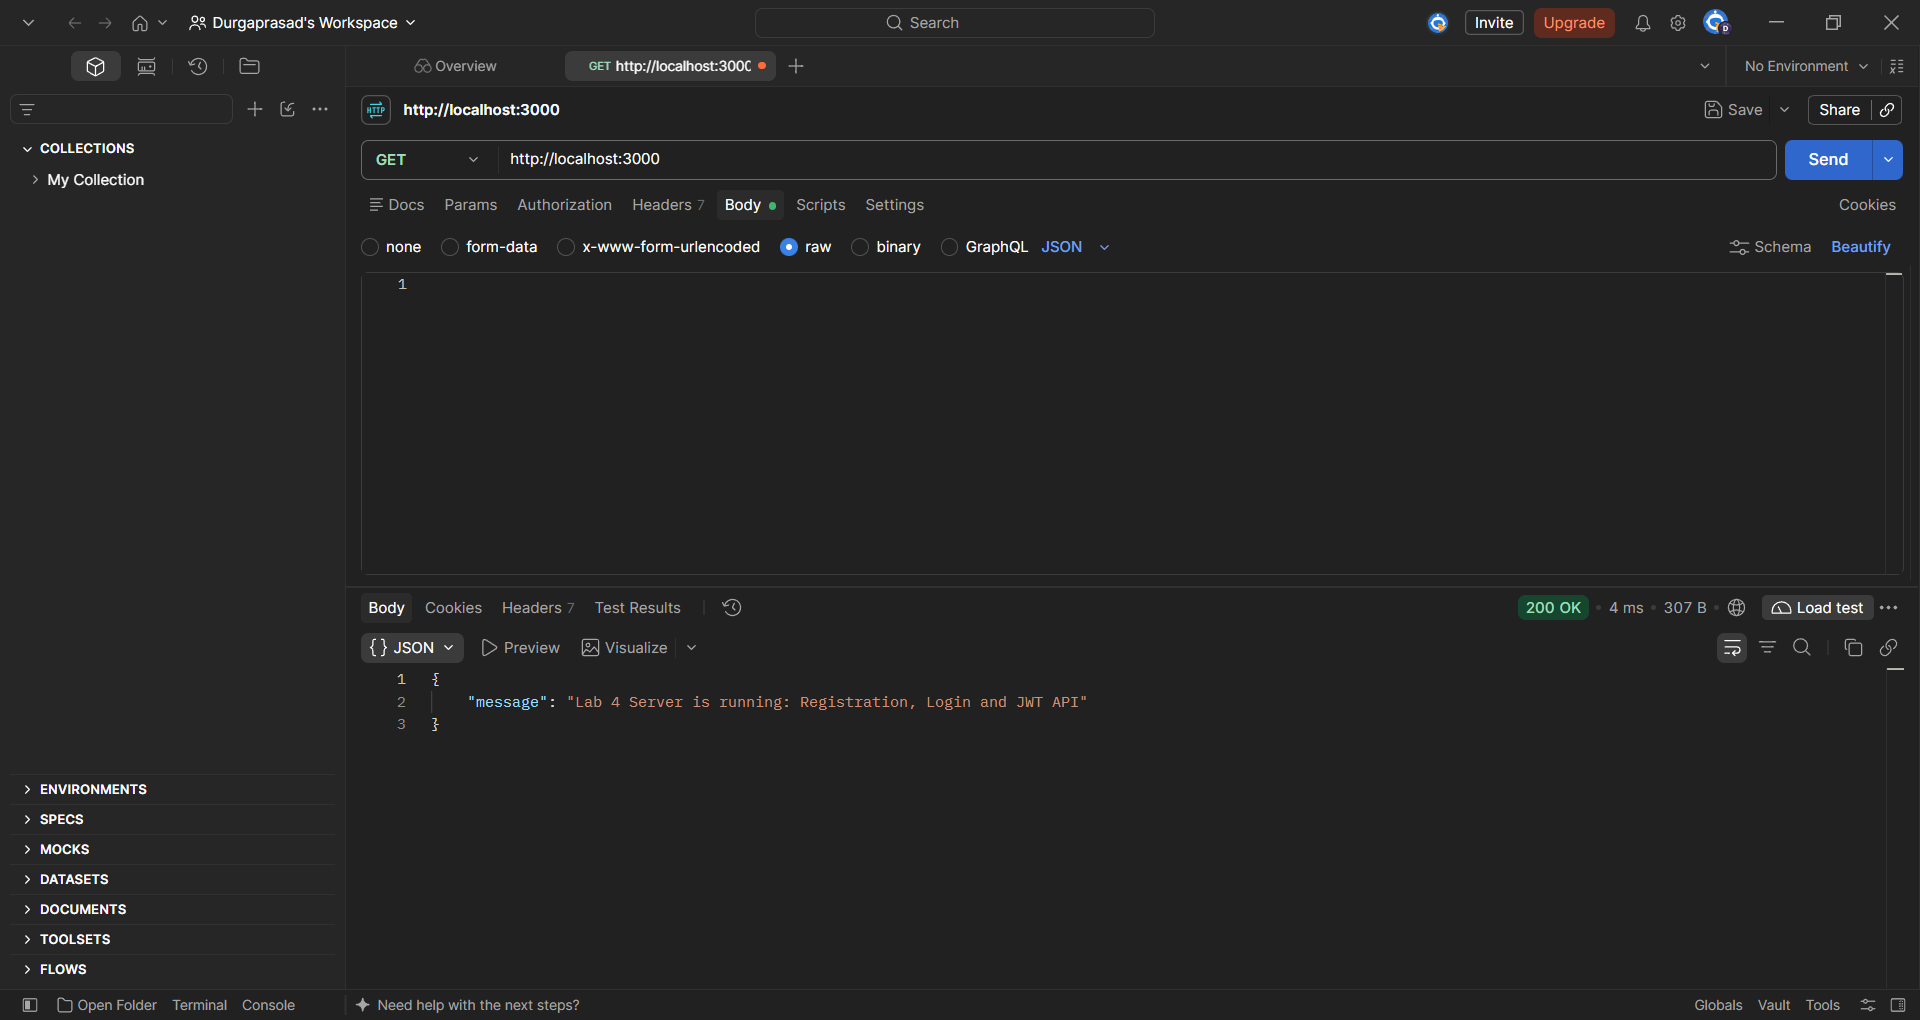 Durgaprasad's Workspace
Search
Invite
Upgrade
D
Overview
GET http://localhost:3000
No Environment
HTTP
http://localhost:3000
Save
Share
COLLECTIONS
My Collection
GET
http://localhost:3000
Send
Docs
Params
Authorization
Headers 7
Body
Scripts
Settings
Cookies
none
form-data
x-www-form-urlencoded
raw
binary
GraphQL
JSON
Schema
Beautify
1
Body
Cookies
Headers 7
Test Results
200 OK
4 ms
307 B
Load test
{} JSON
Preview
Visualize
1 {
2 "message": "Lab 4 Server is running: Registration, Login and JWT API"
3 }
ENVIRONMENTS
SPECS
MOCKS
DATASETS
DOCUMENTS
TOOLSETS
FLOWS
Open Folder
Terminal
Console
Need help with the next steps?
Globals
Vault
Tools